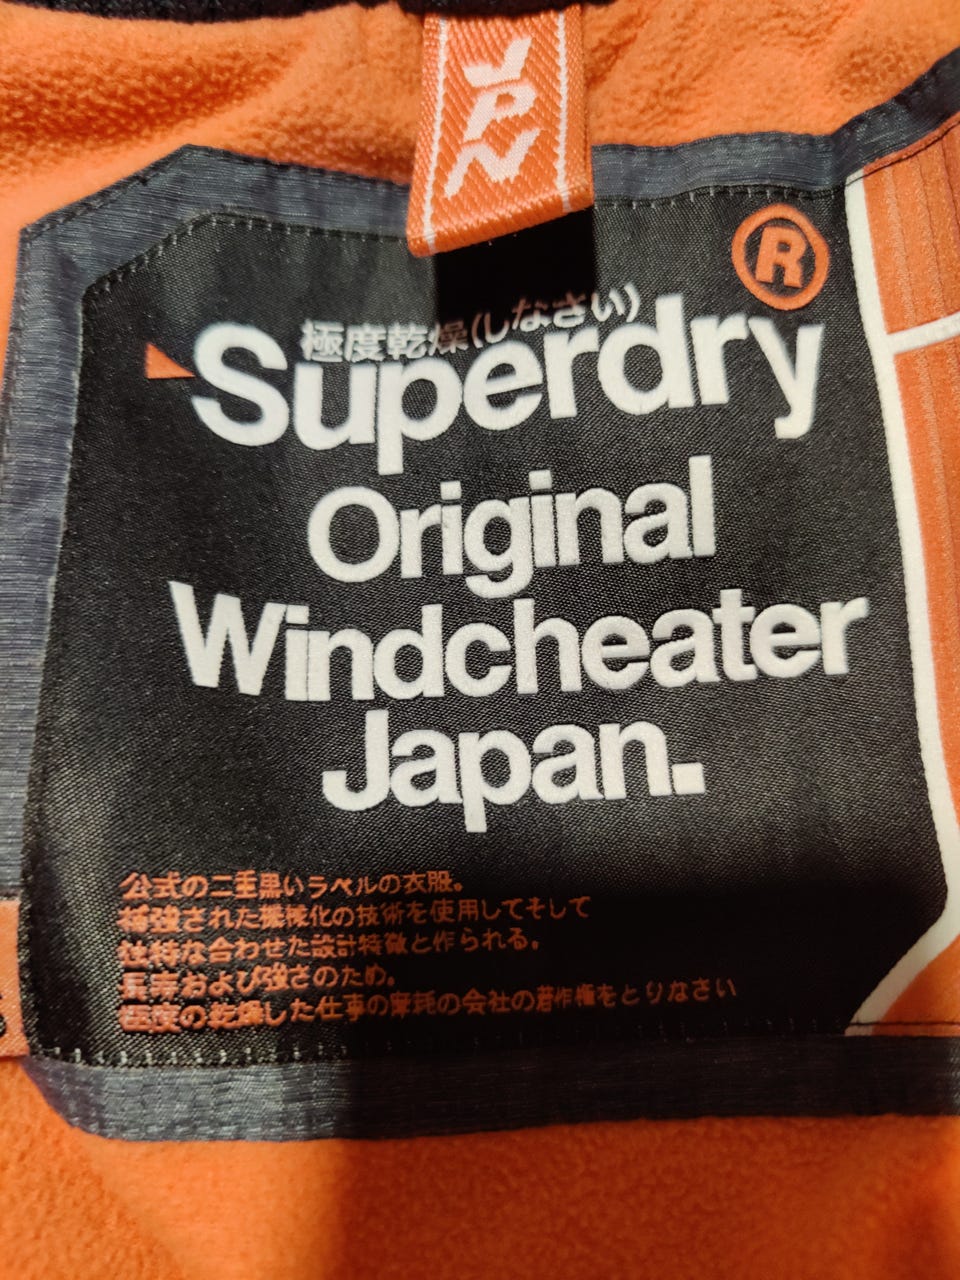 JPN
®
極度乾燥(しなさい)
Superdry
Original
Windcheater
Japan.
公式の二重黒いラベルの衣服。
補強された機械化の技術を使用してそして
独特な合わせた設計特徴と作られる。
長寿および強さのため。
極度の乾燥した仕事の摩耗の会社の著作権をとりなさい